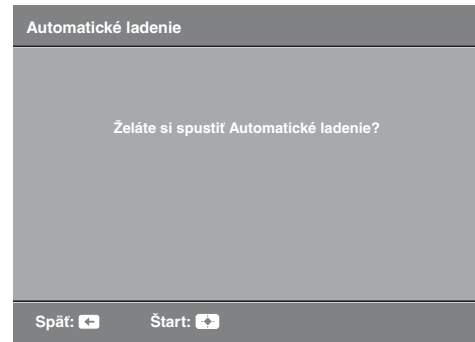 Automatické ladenie
Želáte si spustiť Automatické ladenie?
Späť: Štart: